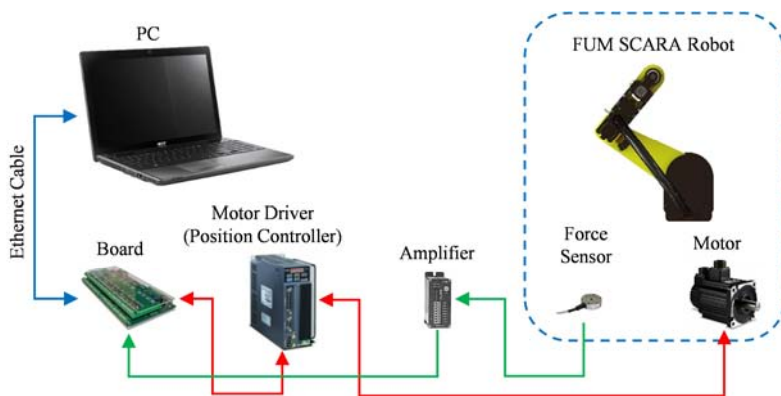 PC
FUM SCARA Robot
Ethernet Cable
Motor Driver
(Position Controller)
Board
Amplifier
Force
Sensor
Motor